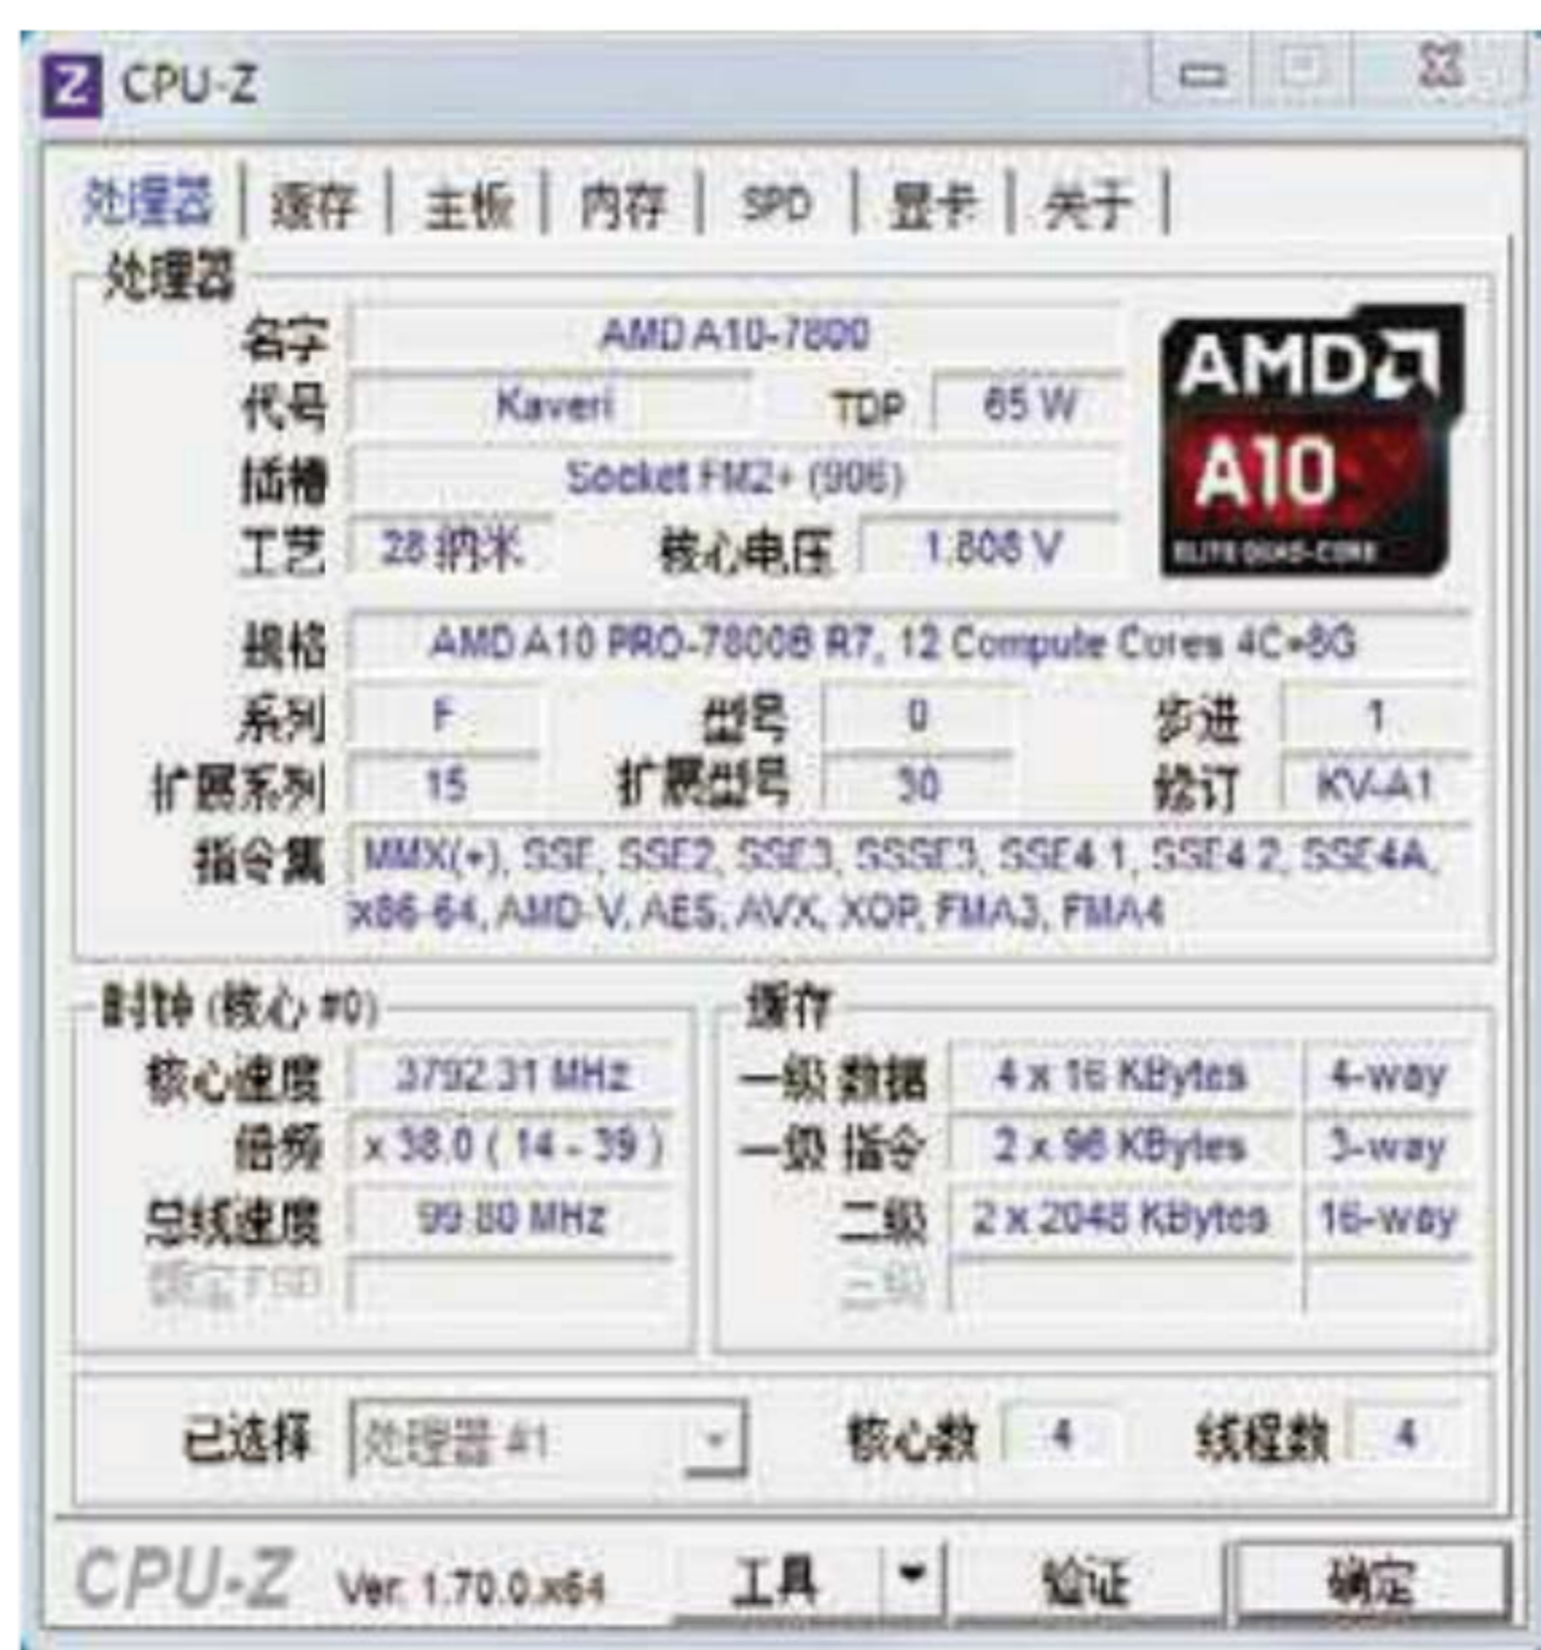 CPU-Z
处理器 缓存 主板 内存 SPD 显卡 关于
处理器
名字 AMD A10-7800
代号 Kaveri TDP 65 W
插槽 Socket FM2+ (906)
工艺 28 纳米 核心电压 1.808 V
AMD
A10
ELITE QUAD-CORE
规格 AMD A10 PRO-7800B R7, 12 Compute Cores 4C+8G
系列 F 型号 0 步进 1
扩展系列 15 扩展型号 30 修订 KV-A1
指令集 MMX(+), SSE, SSE2, SSE3, SSSE3, SSE4.1, SSE4.2, SSE4A,
x86-64, AMD-V, AES, AVX, XOP, FMA3, FMA4
时钟 (核心 #0)
核心速度 3792.31 MHz
倍频 x 38.0 ( 14 - 39 )
总线速度 99.80 MHz
额定 FSB
缓存
一级 数据 4 x 16 KBytes 4-way
一级 指令 2 x 96 KBytes 3-way
二级 2 x 2048 KBytes 16-way
三级
已选择 处理器 #1 核心数 4 线程数 4
CPU-Z Ver. 1.70.0.x64 工具 验证 确定